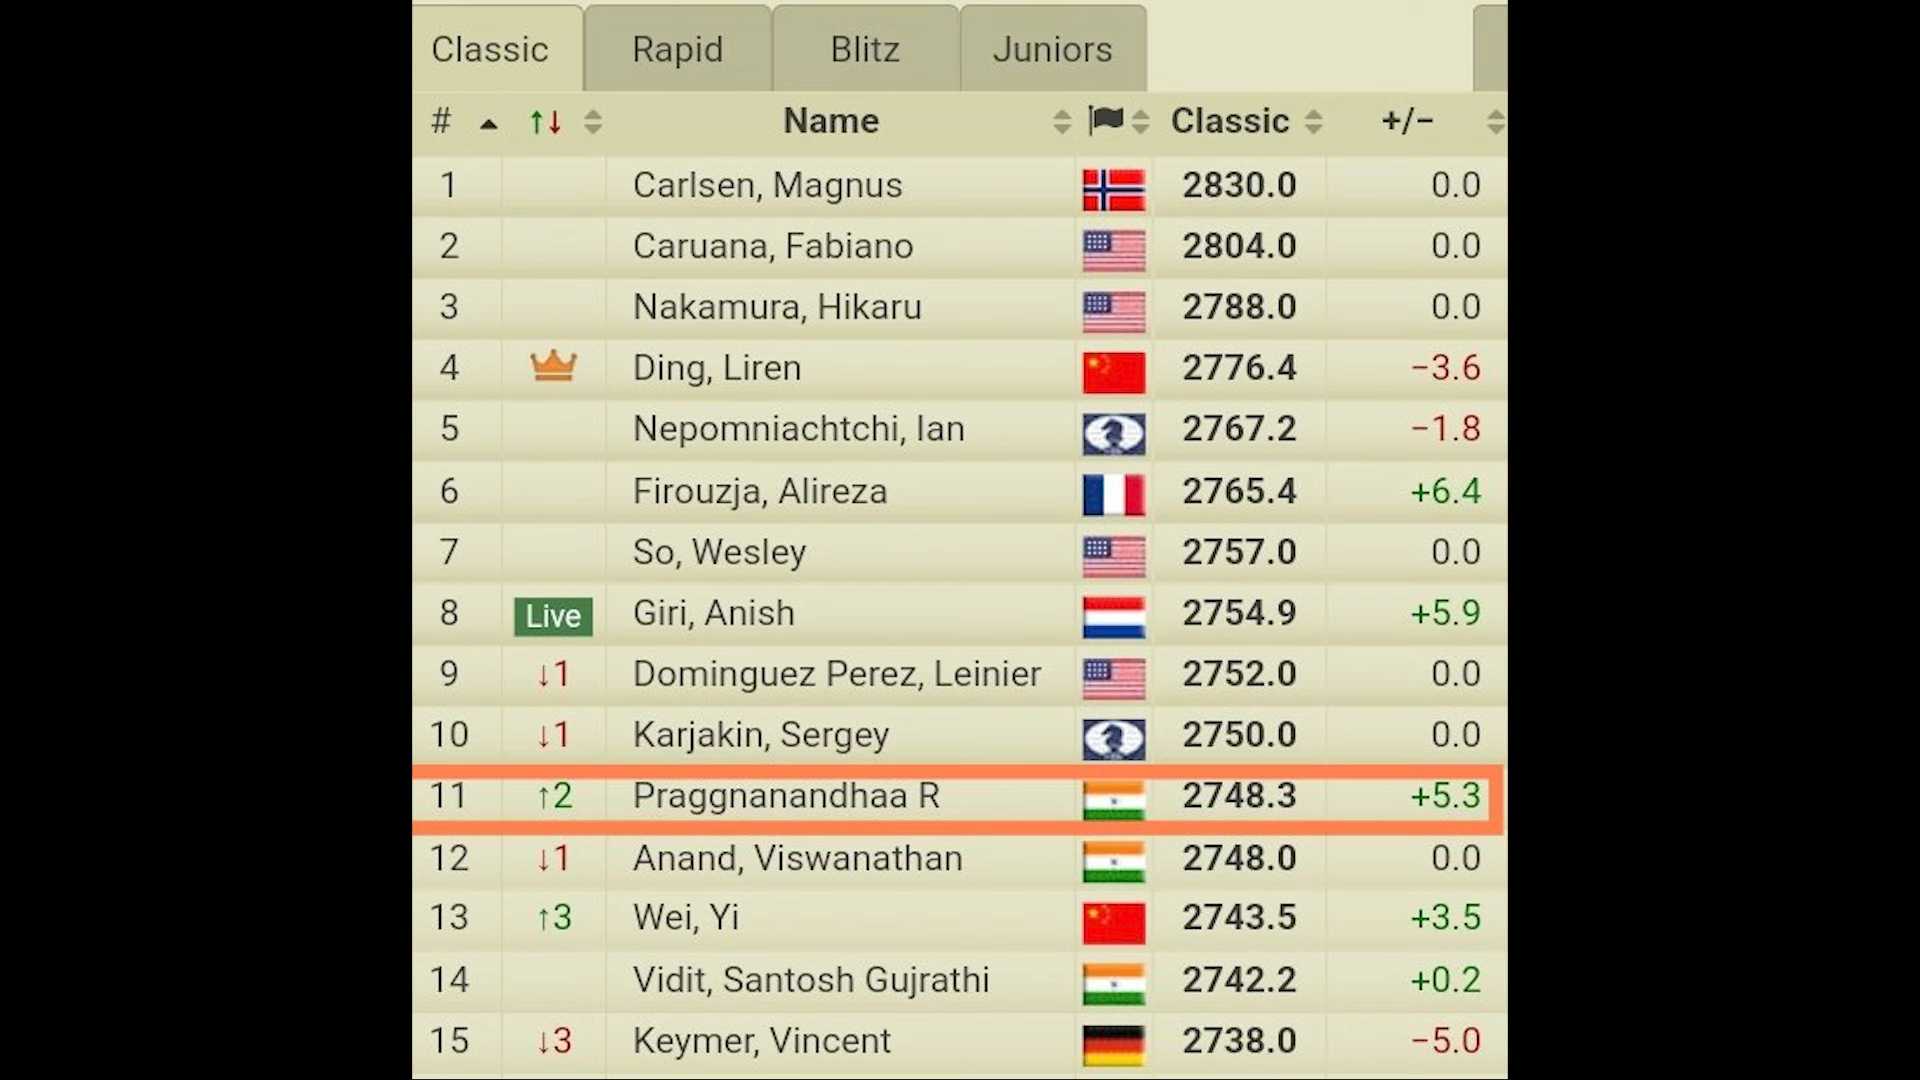 Classic Rapid Blitz Juniors
# ↑↓ Name Classic +/−
1 Carlsen, Magnus 2830.0 0.0
2 Caruana, Fabiano 2804.0 0.0
3 Nakamura, Hikaru 2788.0 0.0
4 Ding, Liren 2776.4 −3.6
5 Nepomniachtchi, Ian 2767.2 −1.8
6 Firouzja, Alireza 2765.4 +6.4
7 So, Wesley 2757.0 0.0
8 Live Giri, Anish 2754.9 +5.9
9 ↓1 Dominguez Perez, Leinier 2752.0 0.0
10 ↓1 Karjakin, Sergey 2750.0 0.0
11 ↑2 Praggnanandhaa R 2748.3 +5.3
12 ↓1 Anand, Viswanathan 2748.0 0.0
13 ↑3 Wei, Yi 2743.5 +3.5
14 Vidit, Santosh Gujrathi 2742.2 +0.2
15 ↓3 Keymer, Vincent 2738.0 −5.0